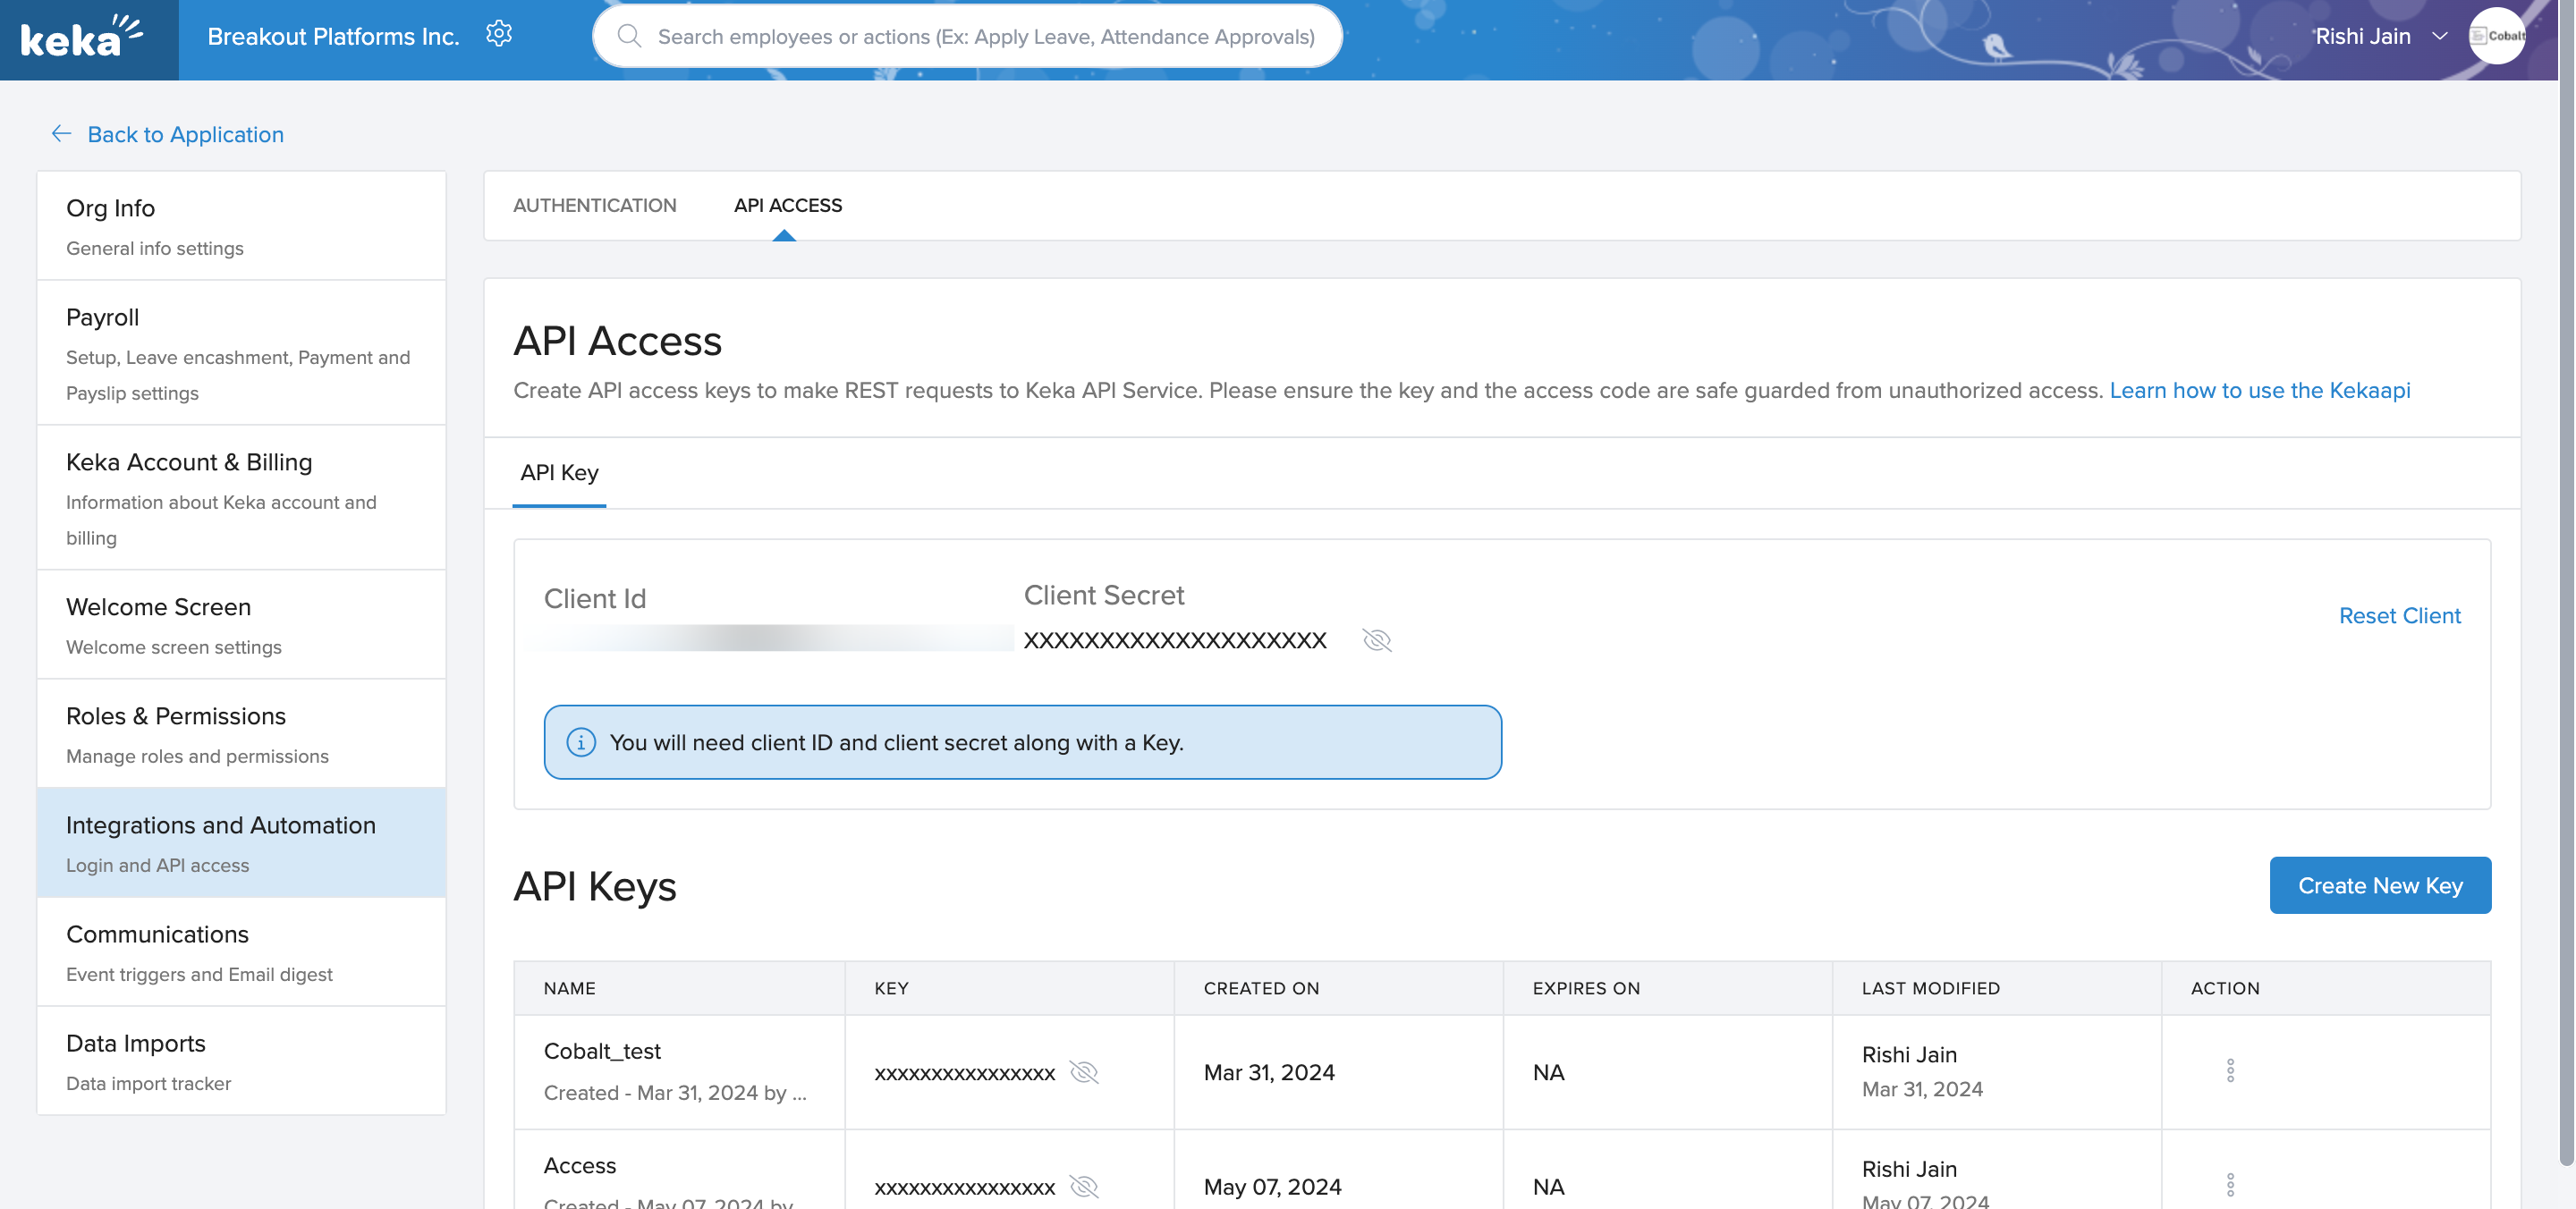 keka
Breakout Platforms Inc.
Search employees or actions (Ex: Apply Leave, Attendance Approvals)
Rishi Jain
Cobalt
Back to Application
Org Info
General info settings
Payroll
Setup, Leave encashment, Payment and
Payslip settings
Keka Account & Billing
Information about Keka account and
billing
Welcome Screen
Welcome screen settings
Roles & Permissions
Manage roles and permissions
Integrations and Automation
Login and API access
Communications
Event triggers and Email digest
Data Imports
Data import tracker
AUTHENTICATION
API ACCESS
API Access
Create API access keys to make REST requests to Keka API Service. Please ensure the key and the access code are safe guarded from unauthorized access. Learn how to use the Kekaapi
API Key
Client Id
Client Secret
XXXXXXXXXXXXXXXXXXXX
Reset Client
You will need client ID and client secret along with a Key.
API Keys
Create New Key
NAME KEY CREATED ON EXPIRES ON LAST MODIFIED ACTION
Cobalt_test
Created - Mar 31, 2024 by ...
xxxxxxxxxxxxxxxx
Mar 31, 2024
NA
Rishi Jain
Mar 31, 2024
Access
Created - May 07, 2024 by
xxxxxxxxxxxxxxxx
May 07, 2024
NA
Rishi Jain
May 07, 2024